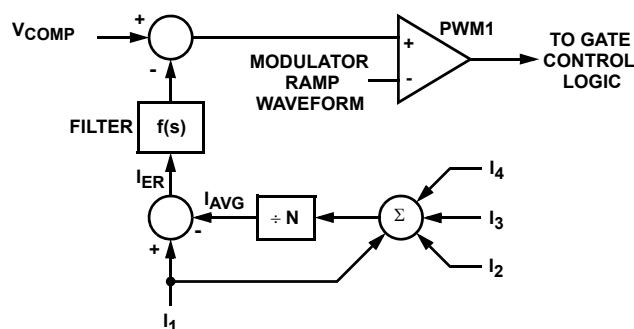 V_COMP
+
-
+
-
PWM1
MODULATOR
RAMP
WAVEFORM
TO GATE
CONTROL
LOGIC
FILTER
f(s)
I_ER
I_AVG
÷ N
Σ
I_4
I_3
I_2
-
+
I_1